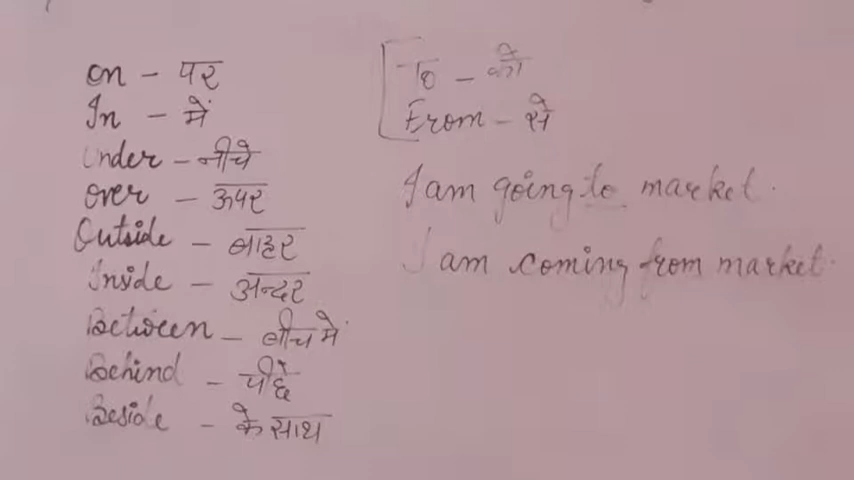 on - पर
In - में
Under - नीचे
over - ऊपर
Outside - बाहर
Inside - अन्दर
Between - बीच में
Behind - पीछे
Beside - के साथ
To - को
From - से
I am going to market.
I am coming from market.